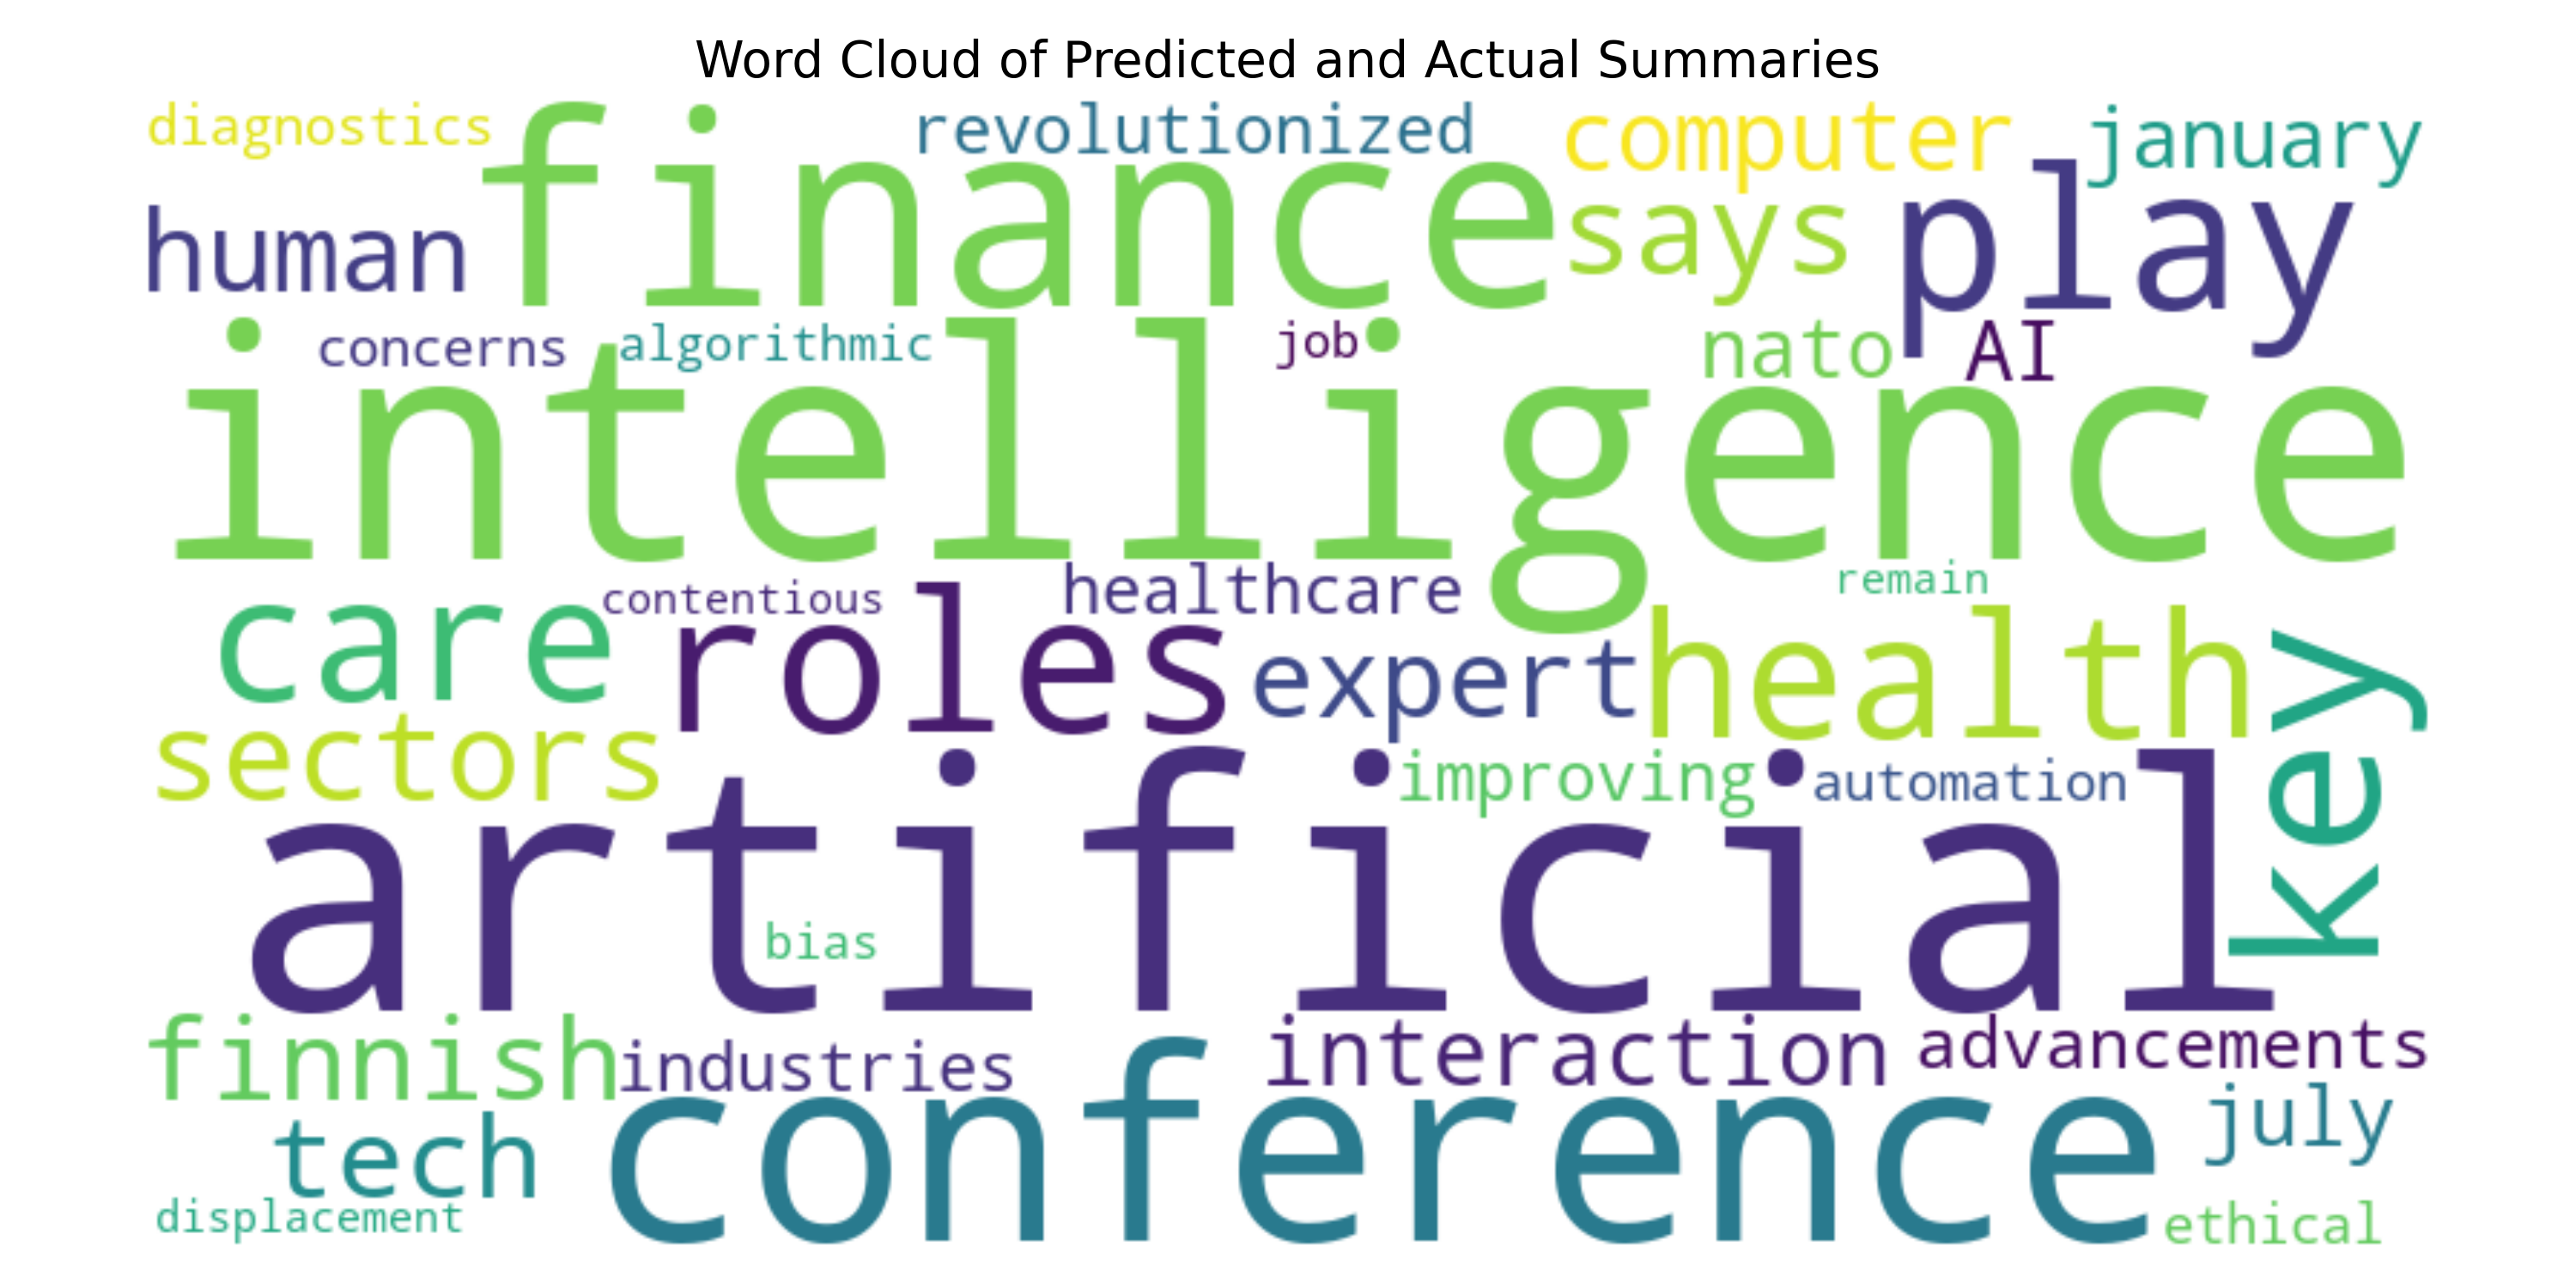 Word Cloud of Predicted and Actual Summaries
diagnostics
finance
revolutionized
computer
january
human
says
play
concerns
algorithmic
job
nato
AI
intelligence
care
contentious
roles
healthcare
remain
expert
health
key
sectors
improving
automation
artificial
bias
finnish
industries
interaction
advancements
tech
conference
july
displacement
ethical